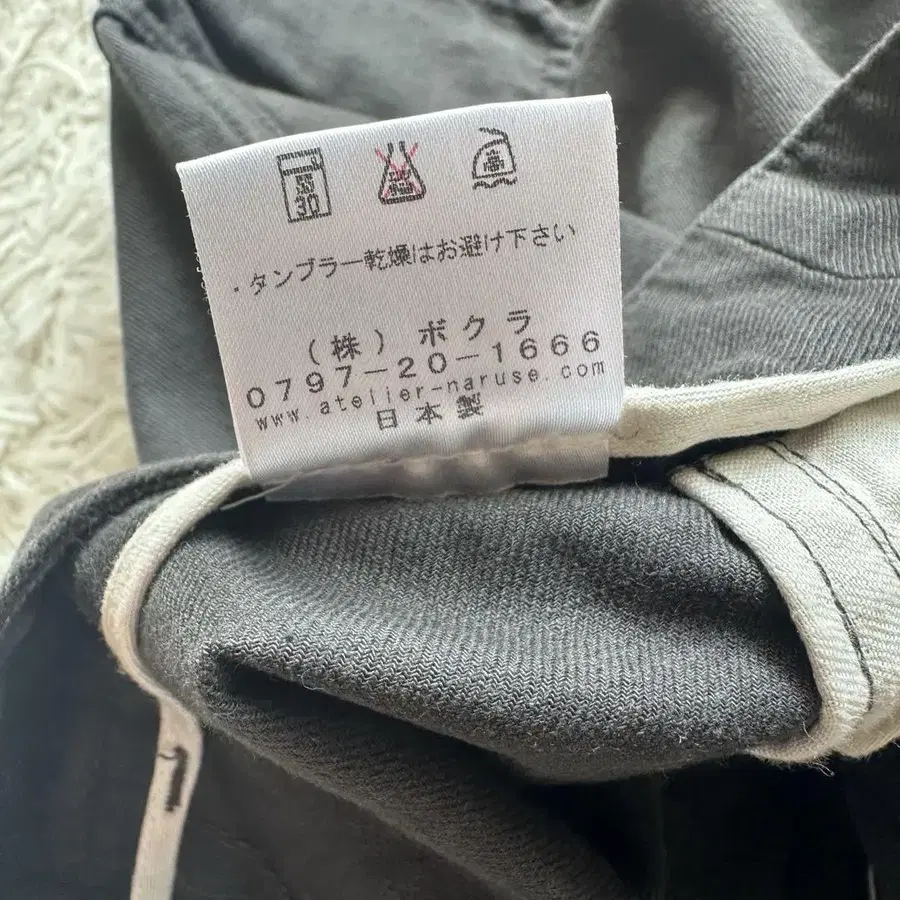 30
・タンブラー乾燥はお避け下さい
（株）ボクラ
0797-20-1666
www.atelier-naruse.com
日本製